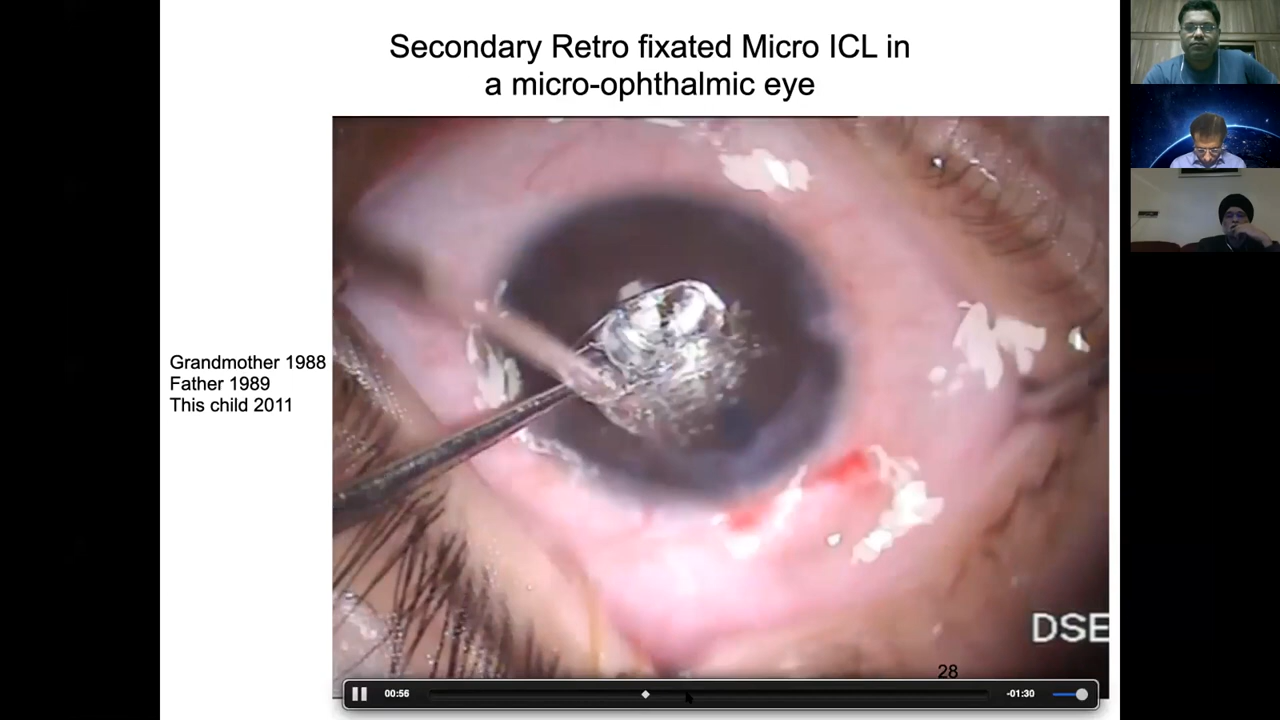 Secondary Retro fixated Micro ICL in
a micro-ophthalmic eye
Grandmother 1988
Father 1989
This child 2011
DSE
28
00:56
-01:30